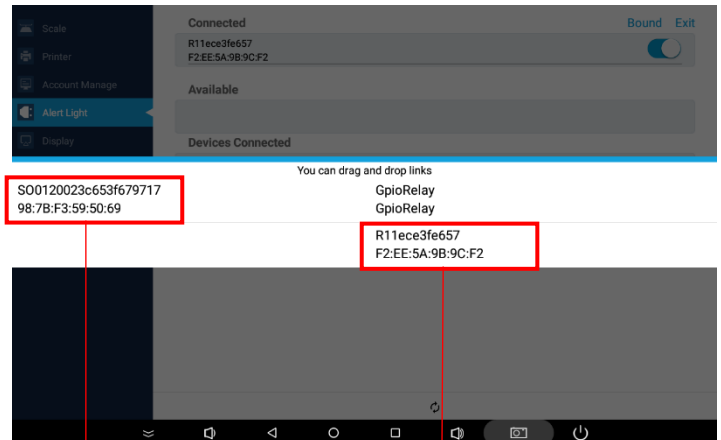 Scale
Printer
Account Manage
Alert Light
Display
Connected
Bound Exit
R11ece3fe657
F2:EE:5A:9B:9C:F2
Available
Devices Connected
You can drag and drop links
SO0120023c653f679717
98:7B:F3:59:50:69
GpioRelay
GpioRelay
R11ece3fe657
F2:EE:5A:9B:9C:F2